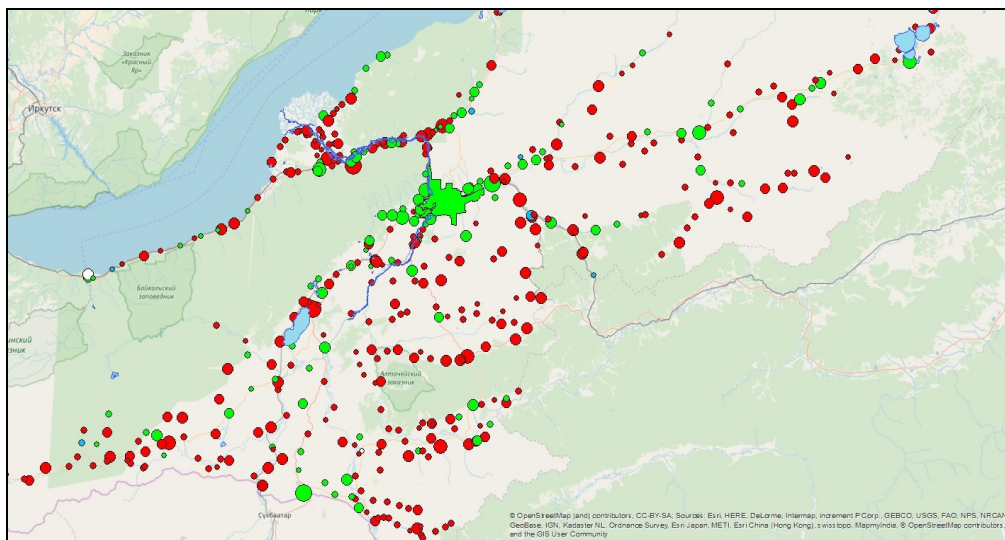 Заказник
«Красный
Яр»
Иркутск
Байкальский
заповедник
Алтачейский
заказник
Сүхбаатар
© OpenStreetMap (and) contributors, CC-BY-SA; Sources: Esri, HERE, DeLorme, Intermap, increment P Corp., GEBCO, USGS, FAO, NPS, NRCAN,
GeoBase, IGN, Kadaster NL, Ordnance Survey, Esri Japan, METI, Esri China (Hong Kong), swisstopo, MapmyIndia, © OpenStreetMap contributors,
and the GIS User Community